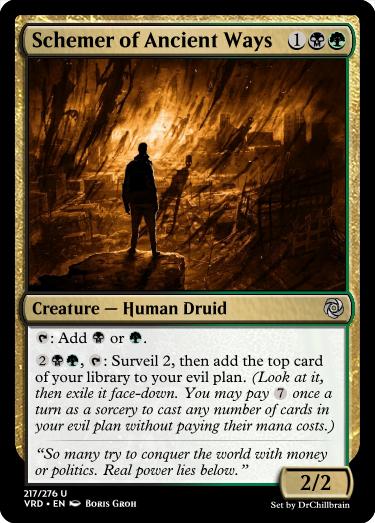 Schemer of Ancient Ways 1
Creature — Human Druid
: Add or .
2, : Surveil 2, then add the top card
of your library to your evil plan. (Look at it,
then exile it face-down. You may pay 7 once a
turn as a sorcery to cast any number of cards in
your evil plan without paying their mana costs.)
“So many try to conquer the world with money
or politics. Real power lies below.”
2/2
217/276 U
VRD • EN Boris Groh
Set by DrChillbrain